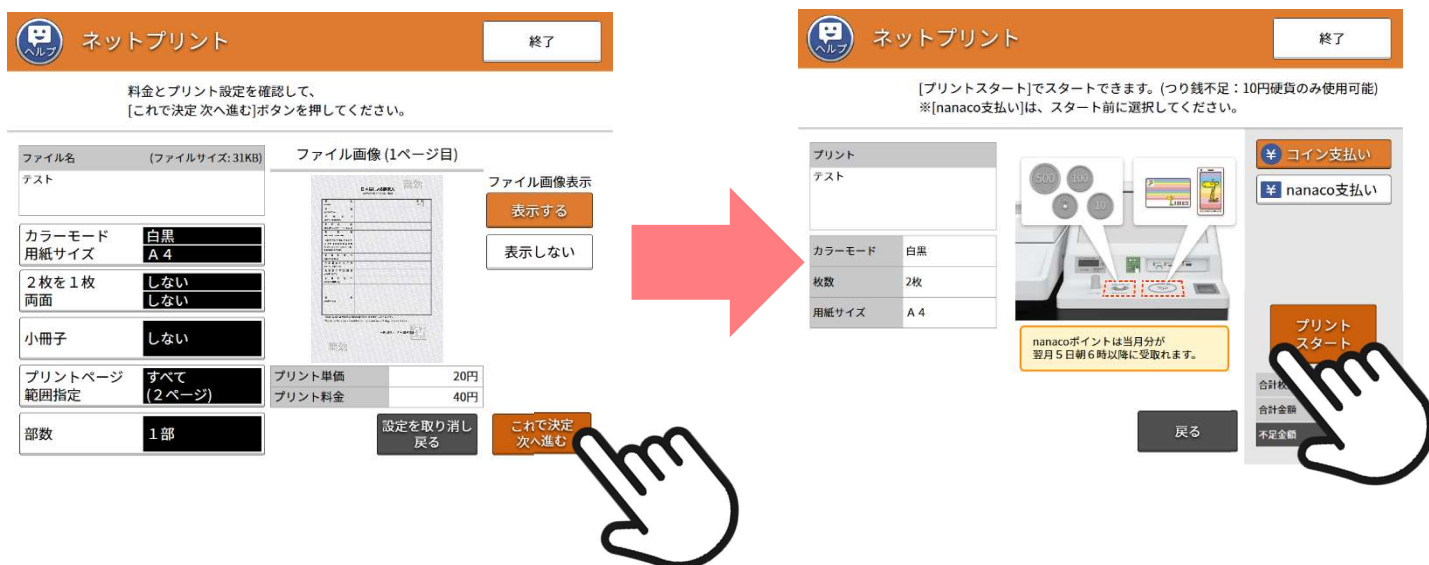 ヘルプ
ネットプリント
終了
料金とプリント設定を確認して、
[これで決定 次へ進む]ボタンを押してください。
ファイル名 (ファイルサイズ: 31KB)
テスト
カラーモード 白黒
用紙サイズ A 4
2枚を1枚 しない
両面 しない
小冊子 しない
プリントページ すべて
範囲指定 (2ページ)
部数 1部
ファイル画像 (1ページ目)
ファイル画像表示
表示する
表示しない
プリント単価 20円
プリント料金 40円
設定を取り消し
戻る
これで決定
次へ進む
ヘルプ
ネットプリント
終了
[プリントスタート]でスタートできます。(つり銭不足：10円硬貨のみ使用可能)
※[nanaco支払い]は、スタート前に選択してください。
プリント
テスト
カラーモード 白黒
枚数 2枚
用紙サイズ A 4
500 100
10
nanacoポイントは当月分が
翌月5日朝6時以降に受取れます。
¥ コイン支払い
¥ nanaco支払い
プリント
スタート
合計
合計金額
不足金額
戻る